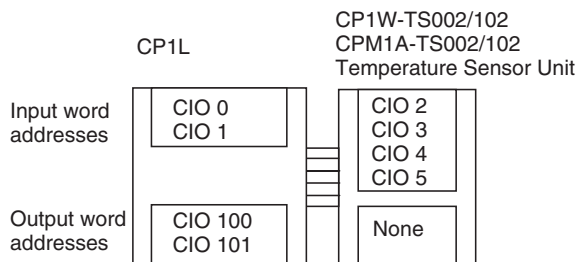 CP1L
CP1W-TS002/102
CPM1A-TS002/102
Temperature Sensor Unit
Input word
addresses
CIO 0
CIO 1
CIO 2
CIO 3
CIO 4
CIO 5
Output word
addresses
CIO 100
CIO 101
None